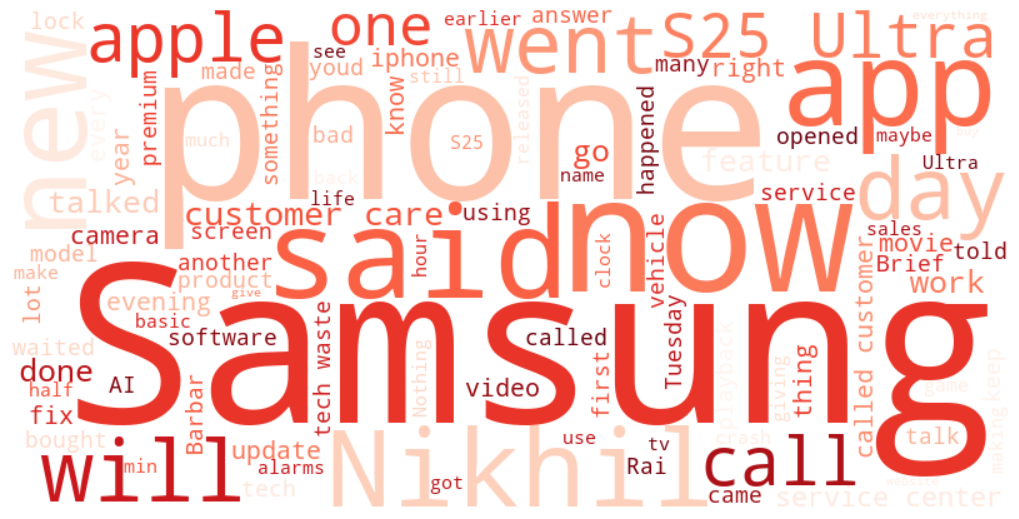 lock
apple
one
earlier
answer
everything
went
S25 Ultra
see
youd
iphone
made
many
right
app
new
every
year
premium
something
phone
know
still
released
happened
opened
maybe
much
bad
S25
go
feature
Ultra
back
name
day
talked
life
service
customer care
using
sales
camera
screen
said
now
movie
told
model
another
hour
clock
vehicle
Brief
make
product
work
lot
evening
give
basic
Samsung
Tuesday
software
called
waited
tech waste
Nothing
first
playback
giving
thing
called customer
done
AI
video
game
keep
half
fix
Barbar
bought
update
Nikhil
use
tv
crash
call
talk
making
will
min
alarms
got
Rai
tech
came
service center
website
buy